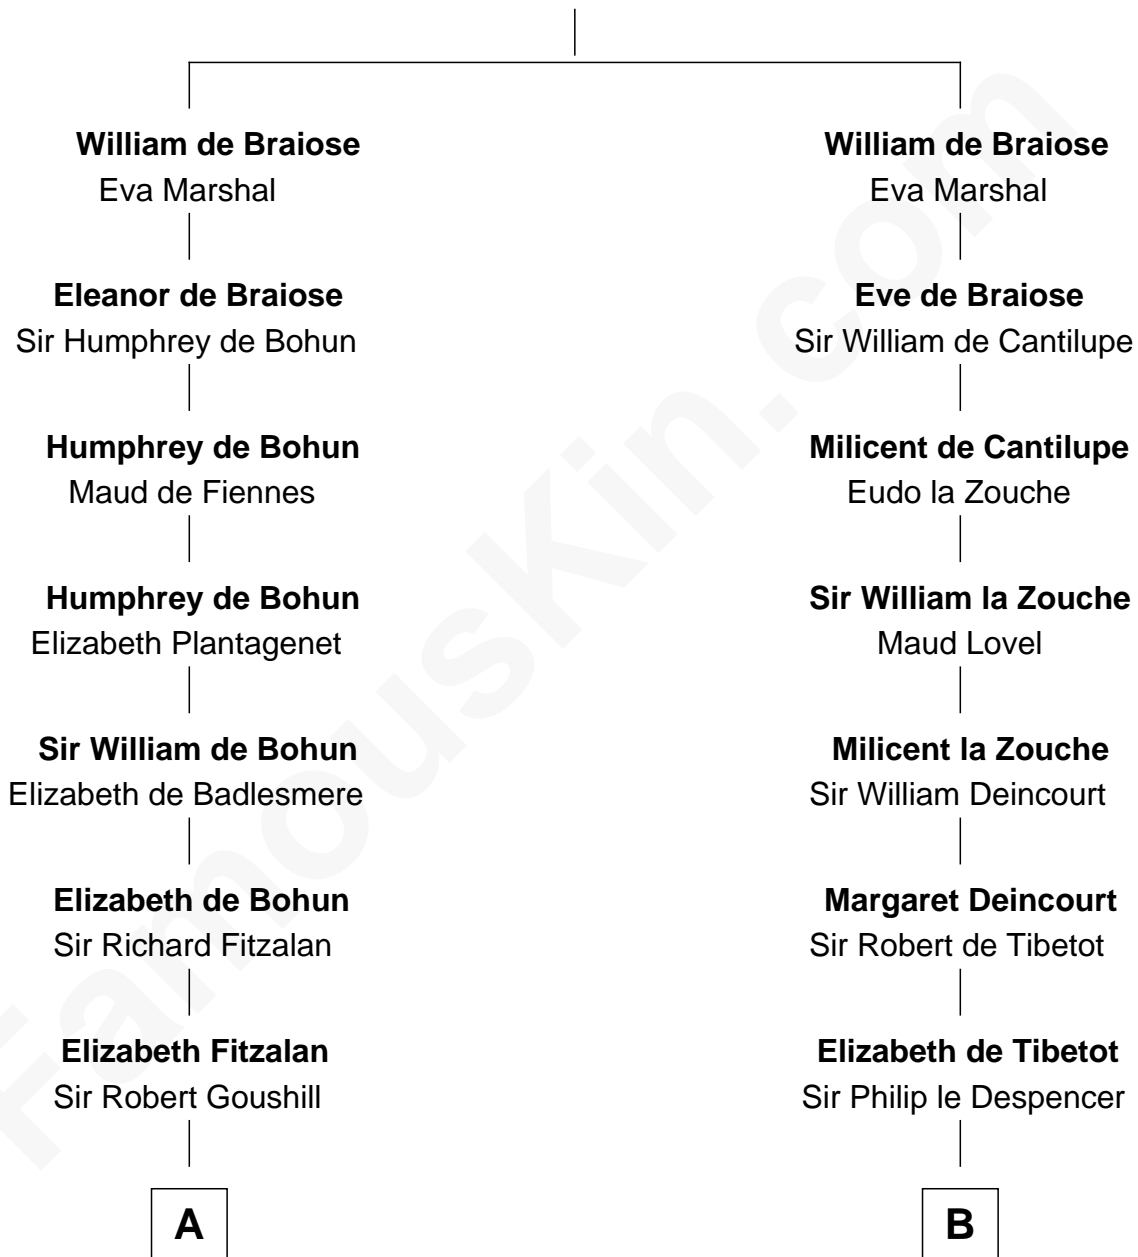 William de Braiose
Eva Marshal
Eleanor de Braiose
Sir Humphrey de Bohun
Humphrey de Bohun
Maud de Fiennes
Humphrey de Bohun
Elizabeth Plantagenet
Sir William de Bohun
Elizabeth de Badlesmere
Elizabeth de Bohun
Sir Richard Fitzalan
Elizabeth Fitzalan
Sir Robert Goushill
A
William de Braiose
Eva Marshal
Eve de Braiose
Sir William de Cantilupe
Milicent de Cantilupe
Eudo la Zouche
Sir William la Zouche
Maud Lovel
Milicent la Zouche
Sir William Deincourt
Margaret Deincourt
Sir Robert de Tibetot
Elizabeth de Tibetot
Sir Philip le Despencer
B
FamousKin.com